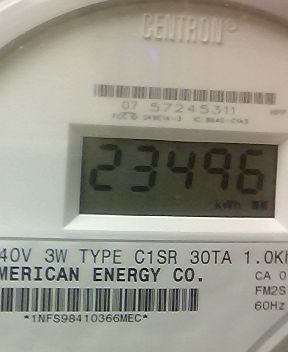 CENTRON®
07 57245311
23496
kWh
40V 3W TYPE C1SR 30TA 1.0Kh
MERICAN ENERGY CO.
CA 0
FM2S
60Hz
*1NFS98410366MEC*